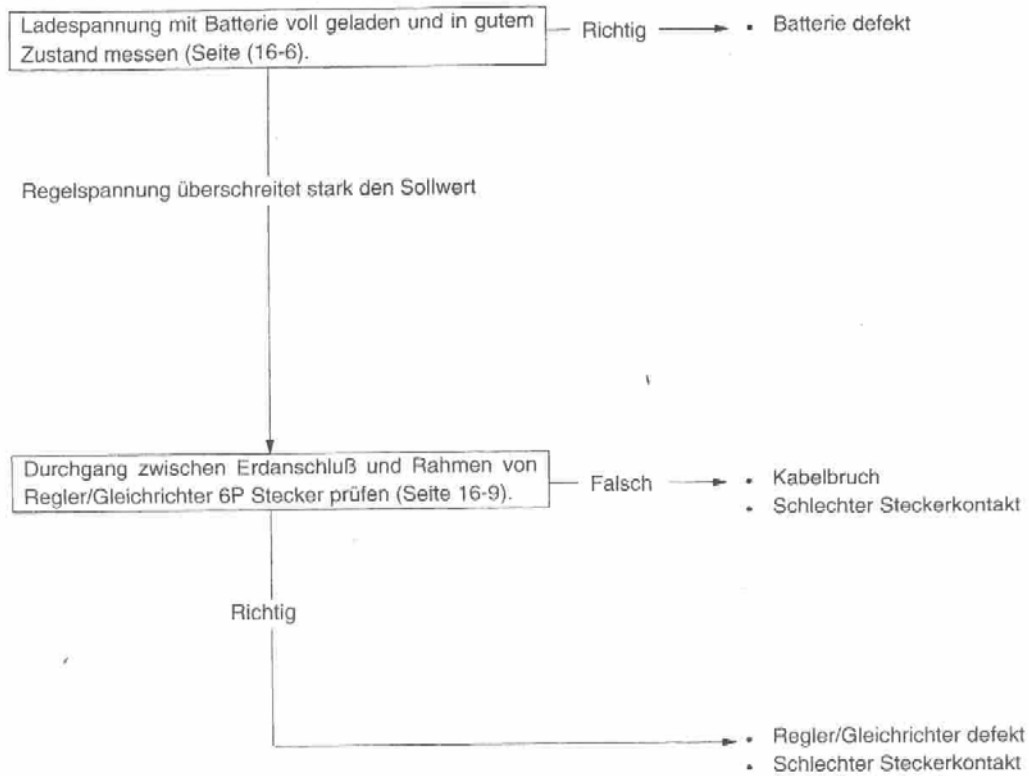 Ladespannung mit Batterie voll geladen und in gutem
Zustand messen (Seite (16-6).
Richtig
• Batterie defekt
Regelspannung überschreitet stark den Sollwert
Durchgang zwischen Erdanschluß und Rahmen von
Regler/Gleichrichter 6P Stecker prüfen (Seite 16-9).
Falsch
• Kabelbruch
• Schlechter Steckerkontakt
Richtig
• Regler/Gleichrichter defekt
• Schlechter Steckerkontakt